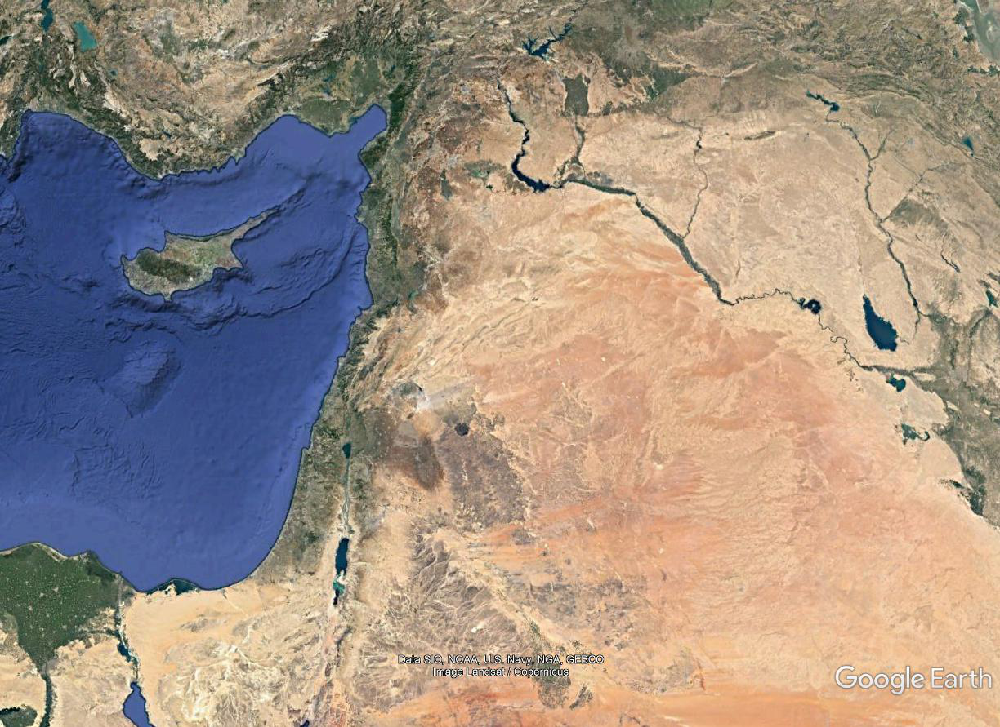 Data SIO, NOAA, U.S. Navy, NGA, GEBCO
Image Landsat / Copernicus
Google Earth